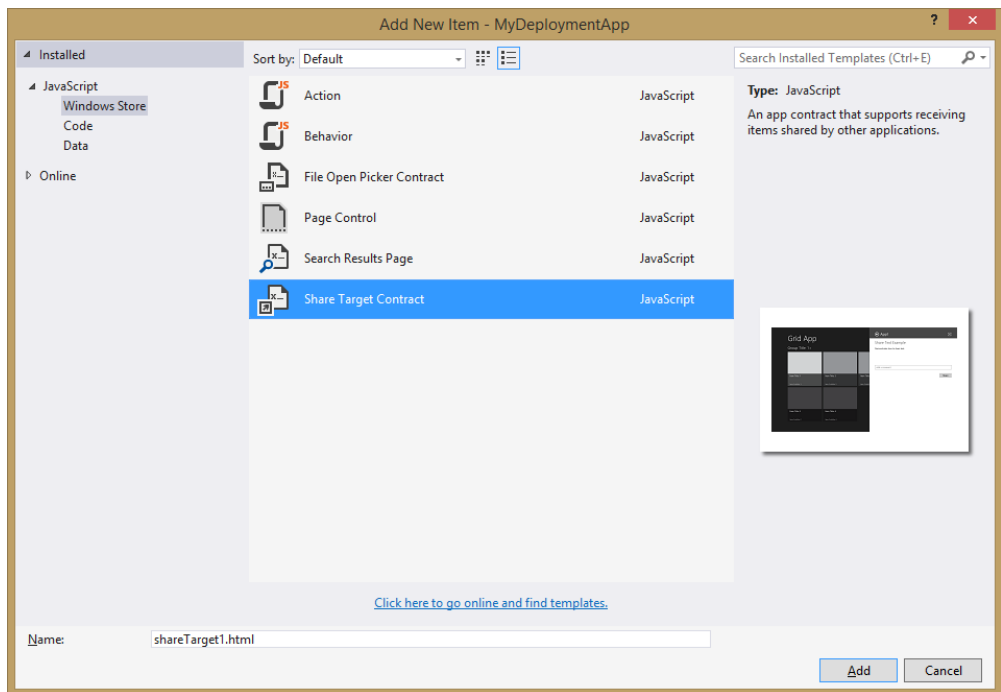 Add New Item - MyDeploymentApp
Installed
JavaScript
Windows Store
Code
Data
Online
Sort by: Default
Search Installed Templates (Ctrl+E)
Action JavaScript
Behavior JavaScript
File Open Picker Contract JavaScript
Page Control JavaScript
Search Results Page JavaScript
Share Target Contract JavaScript
Type: JavaScript
An app contract that supports receiving
items shared by other applications.
Grid App
Click here to go online and find templates.
Name: shareTarget1.html
Add Cancel